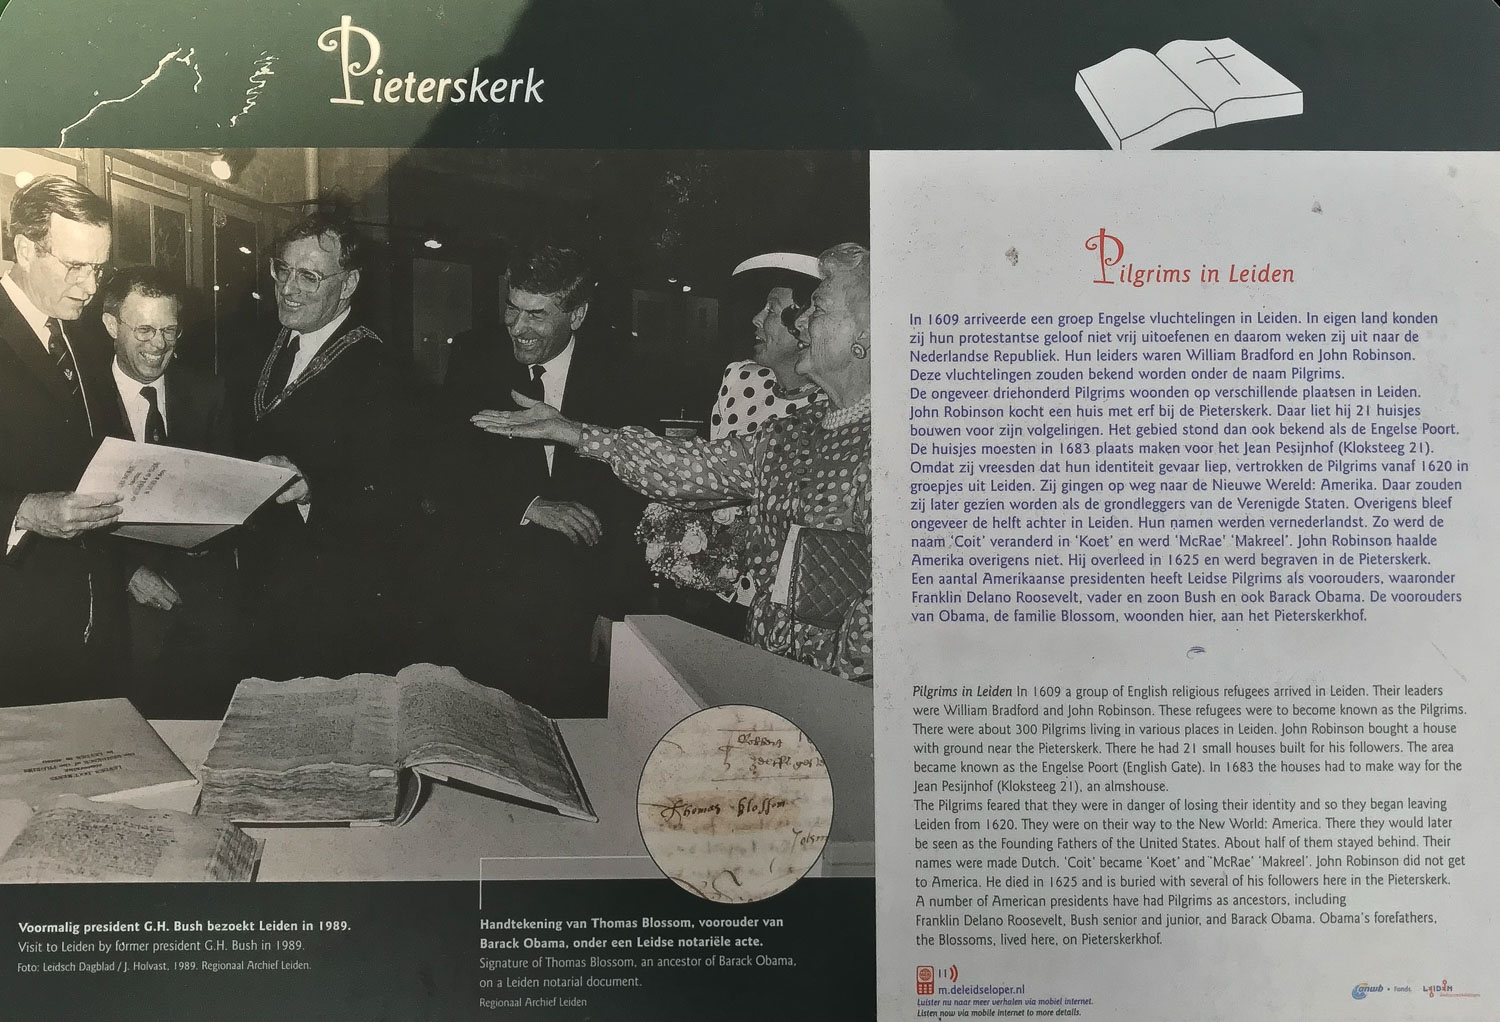 Pieterskerk
Pilgrims in Leiden
In 1609 arriveerde een groep Engelse vluchtelingen in Leiden. In eigen land konden
zij hun protestantse geloof niet vrij uitoefenen en daarom weken zij uit naar de
Nederlandse Republiek. Hun leiders waren William Bradford en John Robinson.
Deze vluchtelingen zouden bekend worden onder de naam Pilgrims.
De ongeveer driehonderd Pilgrims woonden op verschillende plaatsen in Leiden.
John Robinson kocht een huis met erf bij de Pieterskerk. Daar liet hij 21 huisjes
bouwen voor zijn volgelingen. Het gebied stond dan ook bekend als de Engelse Poort.
De huisjes moesten in 1683 plaats maken voor het Jean Pesijnhof (Kloksteeg 21).
Omdat zij vreesden dat hun identiteit gevaar liep, vertrokken de Pilgrims vanaf 1620 in
groepjes uit Leiden. Zij gingen op weg naar de Nieuwe Wereld: Amerika. Daar zouden
zij later gezien worden als de grondleggers van de Verenigde Staten. Overigens bleef
ongeveer de helft achter in Leiden. Hun namen werden vernederlandst. Zo werd de
naam 'Coit' veranderd in 'Koet' en werd 'McRae' 'Makreel'. John Robinson haalde
Amerika overigens niet. Hij overleed in 1625 en werd begraven in de Pieterskerk.
Een aantal Amerikaanse presidenten heeft Leidse Pilgrims als voorouders, waaronder
Franklin Delano Roosevelt, vader en zoon Bush en ook Barack Obama. De voorouders
van Obama, de familie Blossom, woonden hier, aan het Pieterskerkhof.
Pilgrims in Leiden In 1609 a group of English religious refugees arrived in Leiden. Their leaders
were William Bradford and John Robinson. These refugees were to become known as the Pilgrims.
There were about 300 Pilgrims living in various places in Leiden. John Robinson bought a house
with ground near the Pieterskerk. There he had 21 small houses built for his followers. The area
became known as the Engelse Poort (English Gate). In 1683 the houses had to make way for the
Jean Pesijnhof (Kloksteeg 21), an almshouse.
The Pilgrims feared that they were in danger of losing their identity and so they began leaving
Leiden from 1620. They were on their way to the New World: America. There they would later
be seen as the Founding Fathers of the United States. About half of them stayed behind. Their
names were made Dutch. 'Coit' became 'Koet' and 'McRae' 'Makreel'. John Robinson did not get
to America. He died in 1625 and is buried with several of his followers here in the Pieterskerk.
A number of American presidents have had Pilgrims as ancestors, including
Franklin Delano Roosevelt, Bush senior and junior, and Barack Obama. Obama's forefathers,
the Blossoms, lived here, on Pieterskerkhof.
Thomas Blossom
Voormalig president G.H. Bush bezoekt Leiden in 1989.
Visit to Leiden by former president G.H. Bush in 1989.
Foto: Leidsch Dagblad / J. Holvast, 1989. Regionaal Archief Leiden.
Handtekening van Thomas Blossom, voorouder van
Barack Obama, onder een Leidse notariële acte.
Signature of Thomas Blossom, an ancestor of Barack Obama,
on a Leiden notarial document.
Regionaal Archief Leiden
11
m.deleidseloper.nl
Luister nu naar meer verhalen via mobiel internet.
Listen now via mobile internet to more details.
anwb • Fonds
LEIDEN